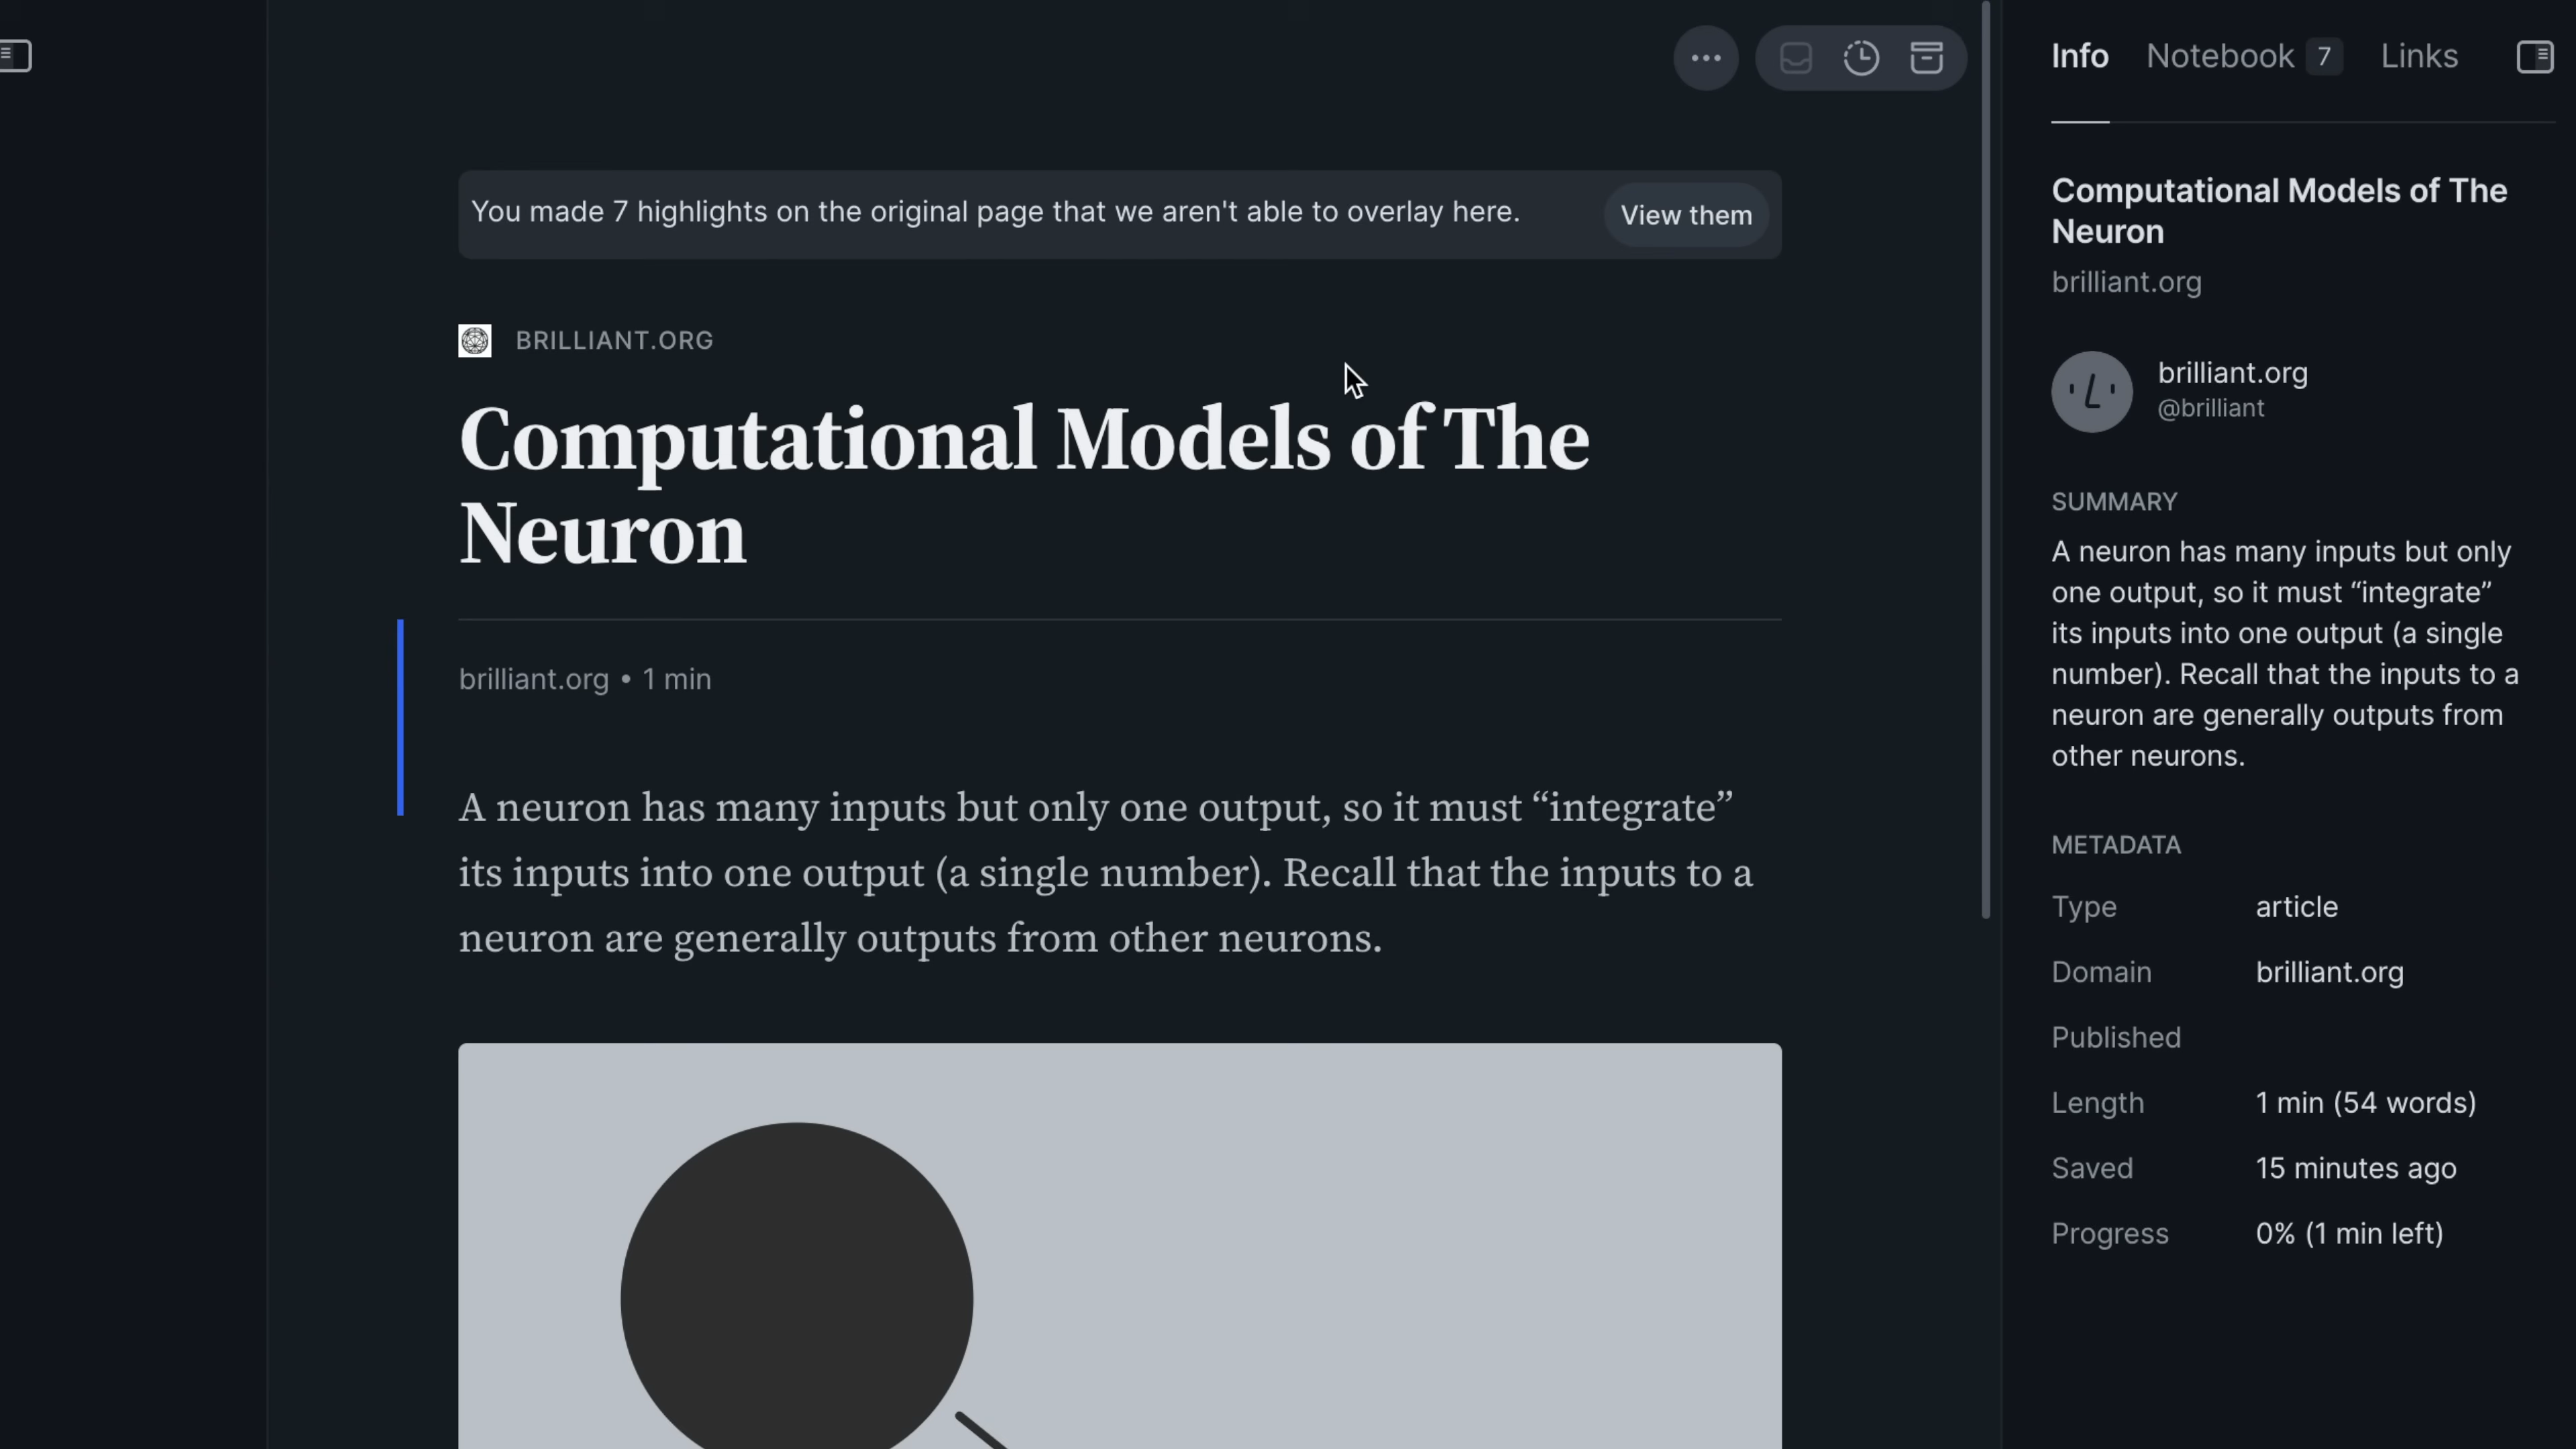 You made 7 highlights on the original page that we aren't able to overlay here.
View them
BRILLIANT.ORG
Computational Models of The
Neuron
brilliant.org • 1 min
A neuron has many inputs but only one output, so it must “integrate”
its inputs into one output (a single number). Recall that the inputs to a
neuron are generally outputs from other neurons.
Info Notebook 7 Links
Computational Models of The
Neuron
brilliant.org
brilliant.org
@brilliant
SUMMARY
A neuron has many inputs but only
one output, so it must “integrate”
its inputs into one output (a single
number). Recall that the inputs to a
neuron are generally outputs from
other neurons.
METADATA
Type article
Domain brilliant.org
Published
Length 1 min (54 words)
Saved 15 minutes ago
Progress 0% (1 min left)